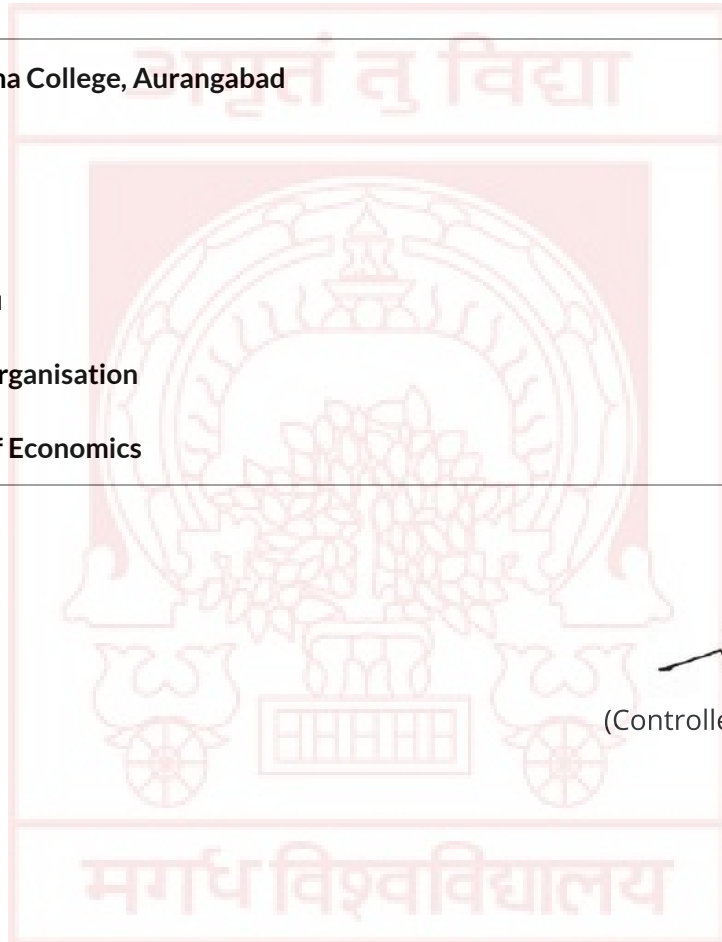 अमृतं तु विद्या
na College, Aurangabad
rganisation
f Economics
(Controlle
मगध विश्वविद्यालय